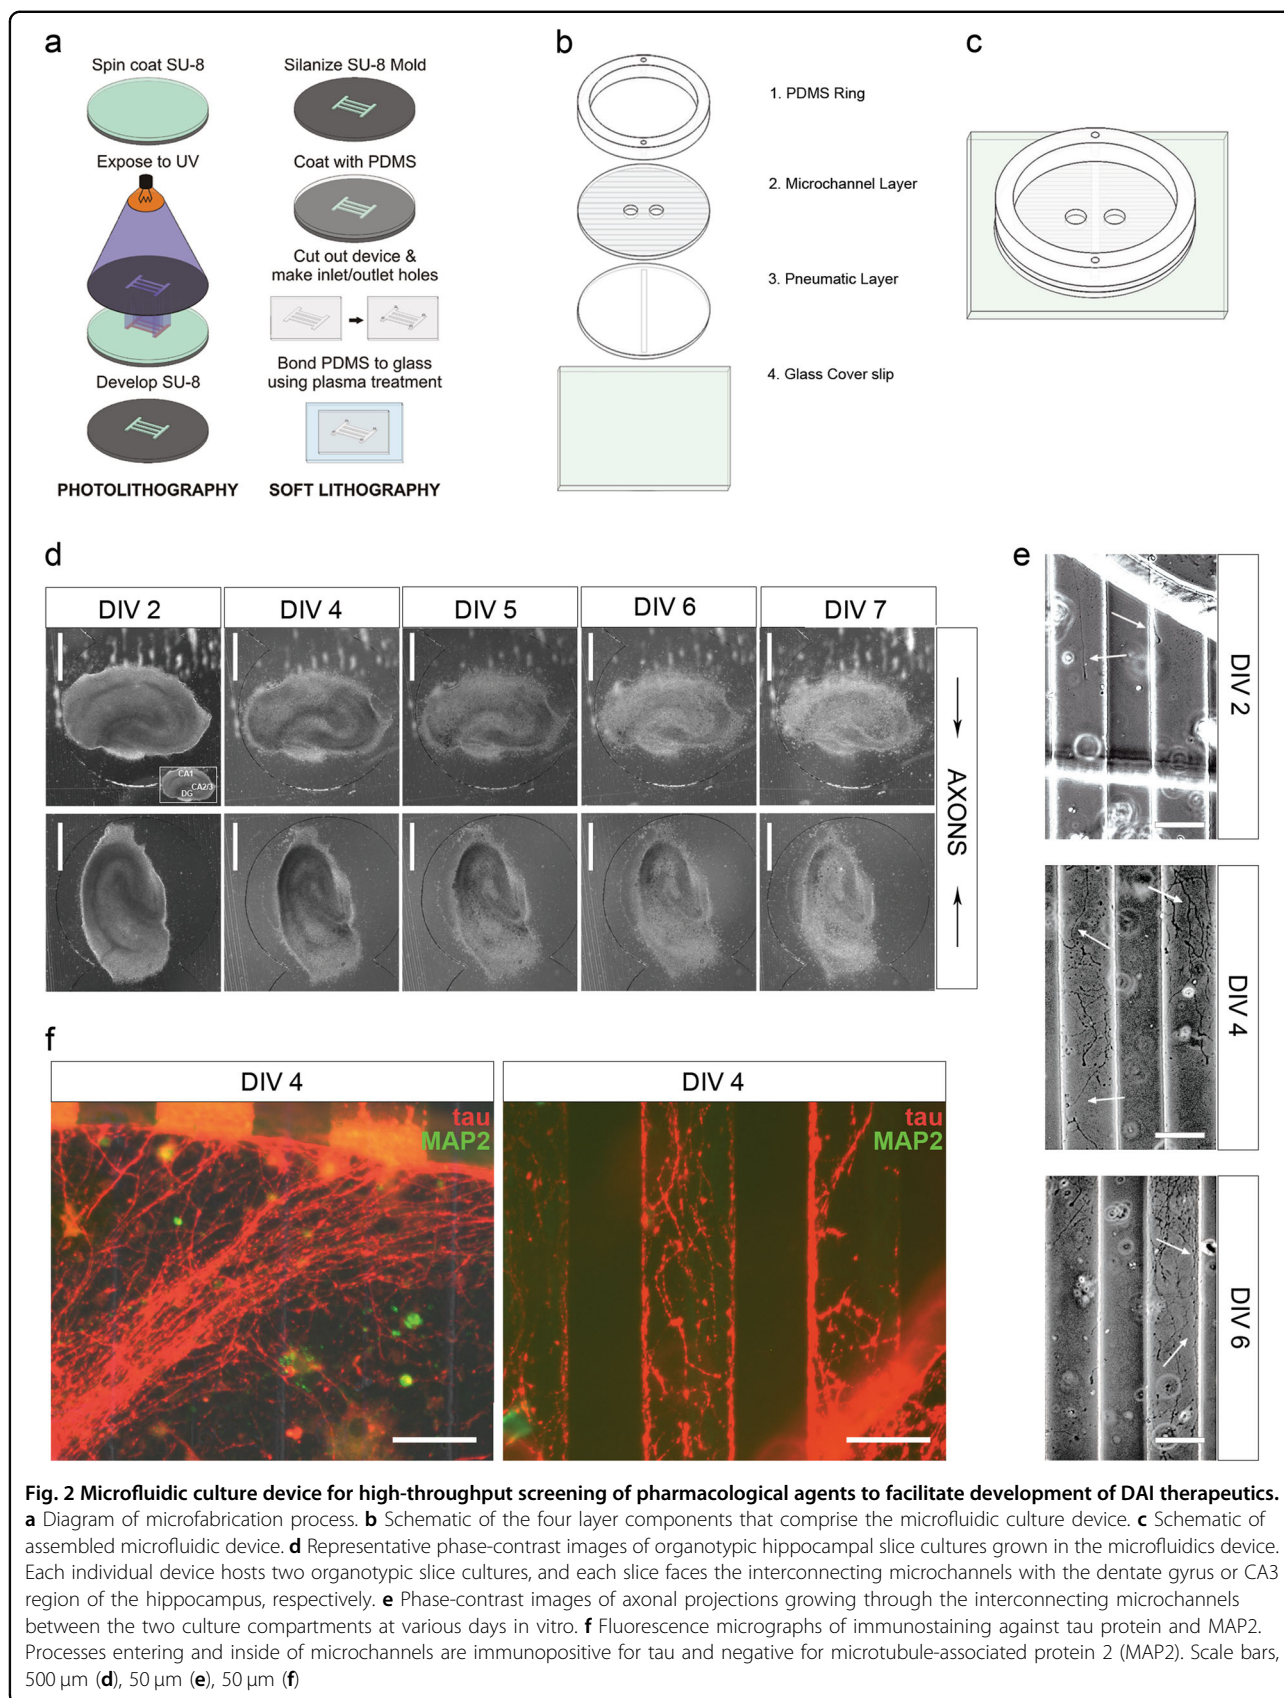 a
Spin coat SU-8
Expose to UV
Develop SU-8
PHOTOLITHOGRAPHY
Silanize SU-8 Mold
Coat with PDMS
Cut out device &
make inlet/outlet holes
Bond PDMS to glass
using plasma treatment
SOFT LITHOGRAPHY
b
1. PDMS Ring
2. Microchannel Layer
3. Pneumatic Layer
4. Glass Cover slip
c
d
DIV 2
DIV 4
DIV 5
DIV 6
DIV 7
CA1
CA2/3
DG
AXONS
e
DIV 2
DIV 4
DIV 6
f
DIV 4
tau
MAP2
DIV 4
tau
MAP2
Fig. 2 Microfluidic culture device for high-throughput screening of pharmacological agents to facilitate development of DAI therapeutics.
a Diagram of microfabrication process. b Schematic of the four layer components that comprise the microfluidic culture device. c Schematic of
assembled microfluidic device. d Representative phase-contrast images of organotypic hippocampal slice cultures grown in the microfluidics device.
Each individual device hosts two organotypic slice cultures, and each slice faces the interconnecting microchannels with the dentate gyrus or CA3
region of the hippocampus, respectively. e Phase-contrast images of axonal projections growing through the interconnecting microchannels
between the two culture compartments at various days in vitro. f Fluorescence micrographs of immunostaining against tau protein and MAP2.
Processes entering and inside of microchannels are immunopositive for tau and negative for microtubule-associated protein 2 (MAP2). Scale bars,
500 μm (d), 50 μm (e), 50 μm (f)